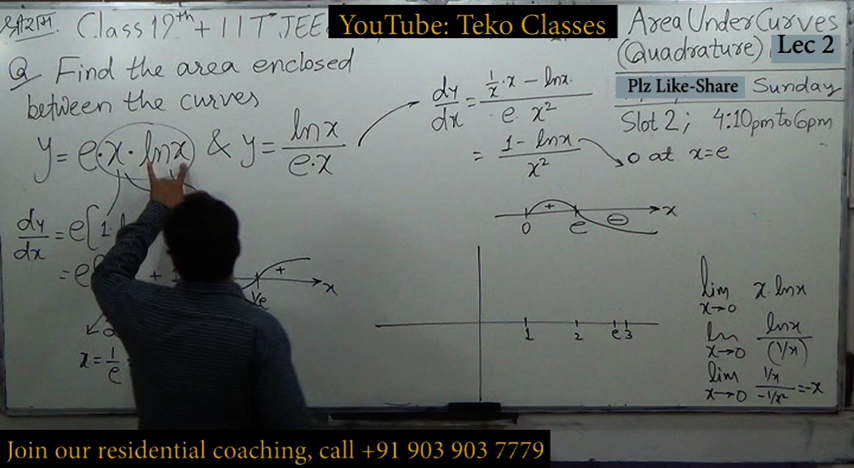 Class 12th + IIT JEE
YouTube: Teko Classes
Area Under Curves
(Quadrature)
Lec 2
Plz Like-Share
Sunday
Slot 2; 4:10pm to 6pm
Q Find the area enclosed
between the curves
y = e·x·lnx & y = lnx / e·x
dy/dx = e[1·
= e
x = 1/e
+
1/e
x
dy/dx = (1/x·x − lnx) / e x²
= (1 − lnx) / x² → 0 at x = e
+
−
0 e x
1 2 e 3
lim x→0 x lnx
lm x→0 lnx / (1/x)
lim x→0 (1/x) / (−1/x²) = −x
Join our residential coaching, call +91 903 903 7779